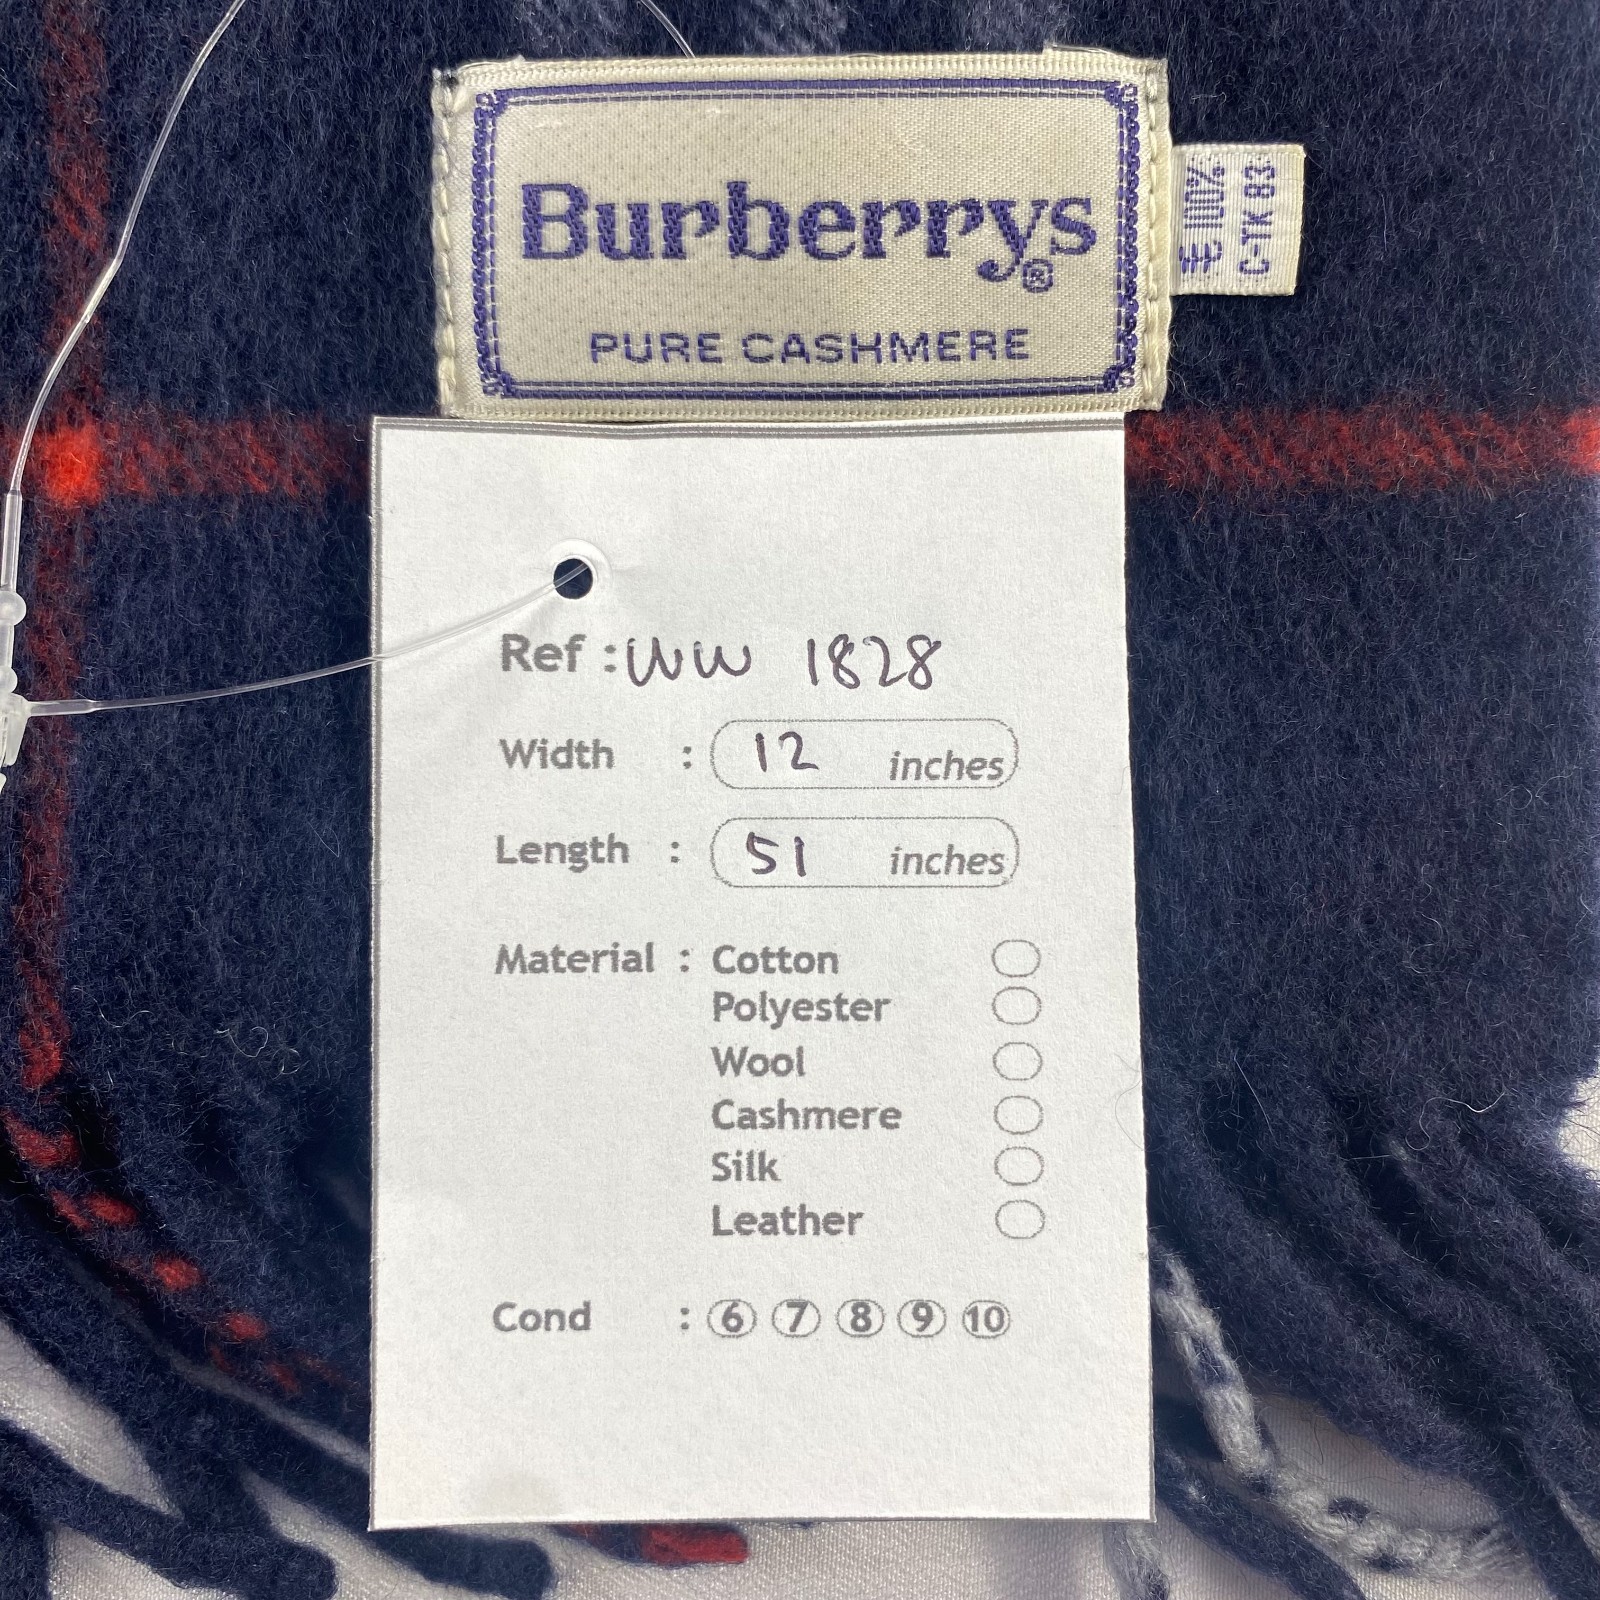 Burberrys®
PURE CASHMERE
毛 100%
C-TK 83
Ref : WW 1828
Width : 12 inches
Length : 51 inches
Material : Cotton
Polyester
Wool
Cashmere
Silk
Leather
Cond : 6 7 8 9 10